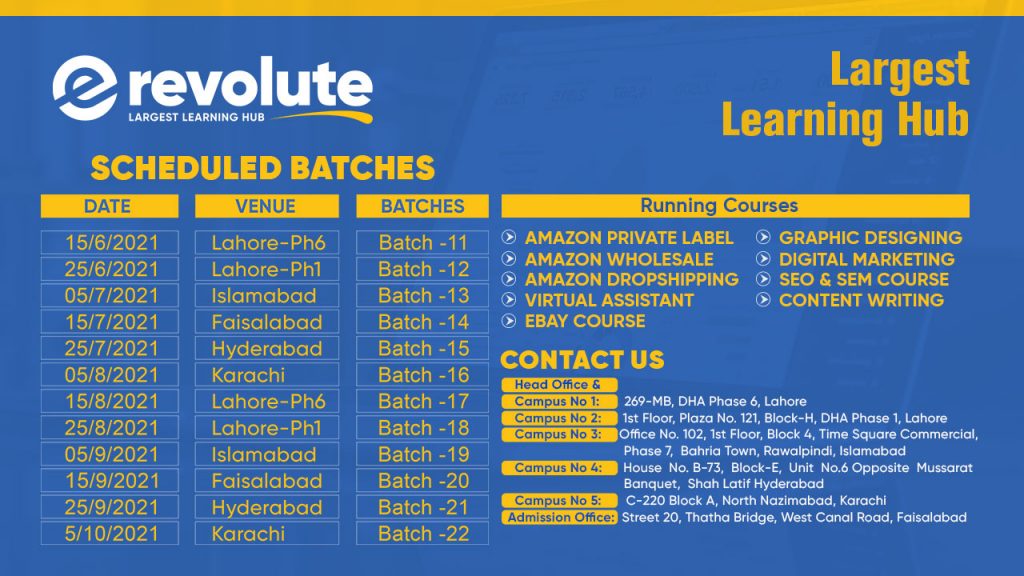 e revolute
LARGEST LEARNING HUB
Largest
Learning Hub
SCHEDULED BATCHES
DATE VENUE BATCHES
15/6/2021 Lahore-Ph6 Batch -11
25/6/2021 Lahore-Ph1 Batch -12
05/7/2021 Islamabad Batch -13
15/7/2021 Faisalabad Batch -14
25/7/2021 Hyderabad Batch -15
05/8/2021 Karachi Batch -16
15/8/2021 Lahore-Ph6 Batch -17
25/8/2021 Lahore-Ph1 Batch -18
05/9/2021 Islamabad Batch -19
15/9/2021 Faisalabad Batch -20
25/9/2021 Hyderabad Batch -21
5/10/2021 Karachi Batch -22
Running Courses
AMAZON PRIVATE LABEL
AMAZON WHOLESALE
AMAZON DROPSHIPPING
VIRTUAL ASSISTANT
EBAY COURSE
GRAPHIC DESIGNING
DIGITAL MARKETING
SEO & SEM COURSE
CONTENT WRITING
CONTACT US
Head Office &
Campus No 1: 269-MB, DHA Phase 6, Lahore
Campus No 2: 1st Floor, Plaza No. 121, Block-H, DHA Phase 1, Lahore
Campus No 3: Office No. 102, 1st Floor, Block 4, Time Square Commercial,
Phase 7, Bahria Town, Rawalpindi, Islamabad
Campus No 4: House No. B-73, Block-E, Unit No.6 Opposite Mussarat
Banquet, Shah Latif Hyderabad
Campus No 5: C-220 Block A, North Nazimabad, Karachi
Admission Office: Street 20, Thatha Bridge, West Canal Road, Faisalabad